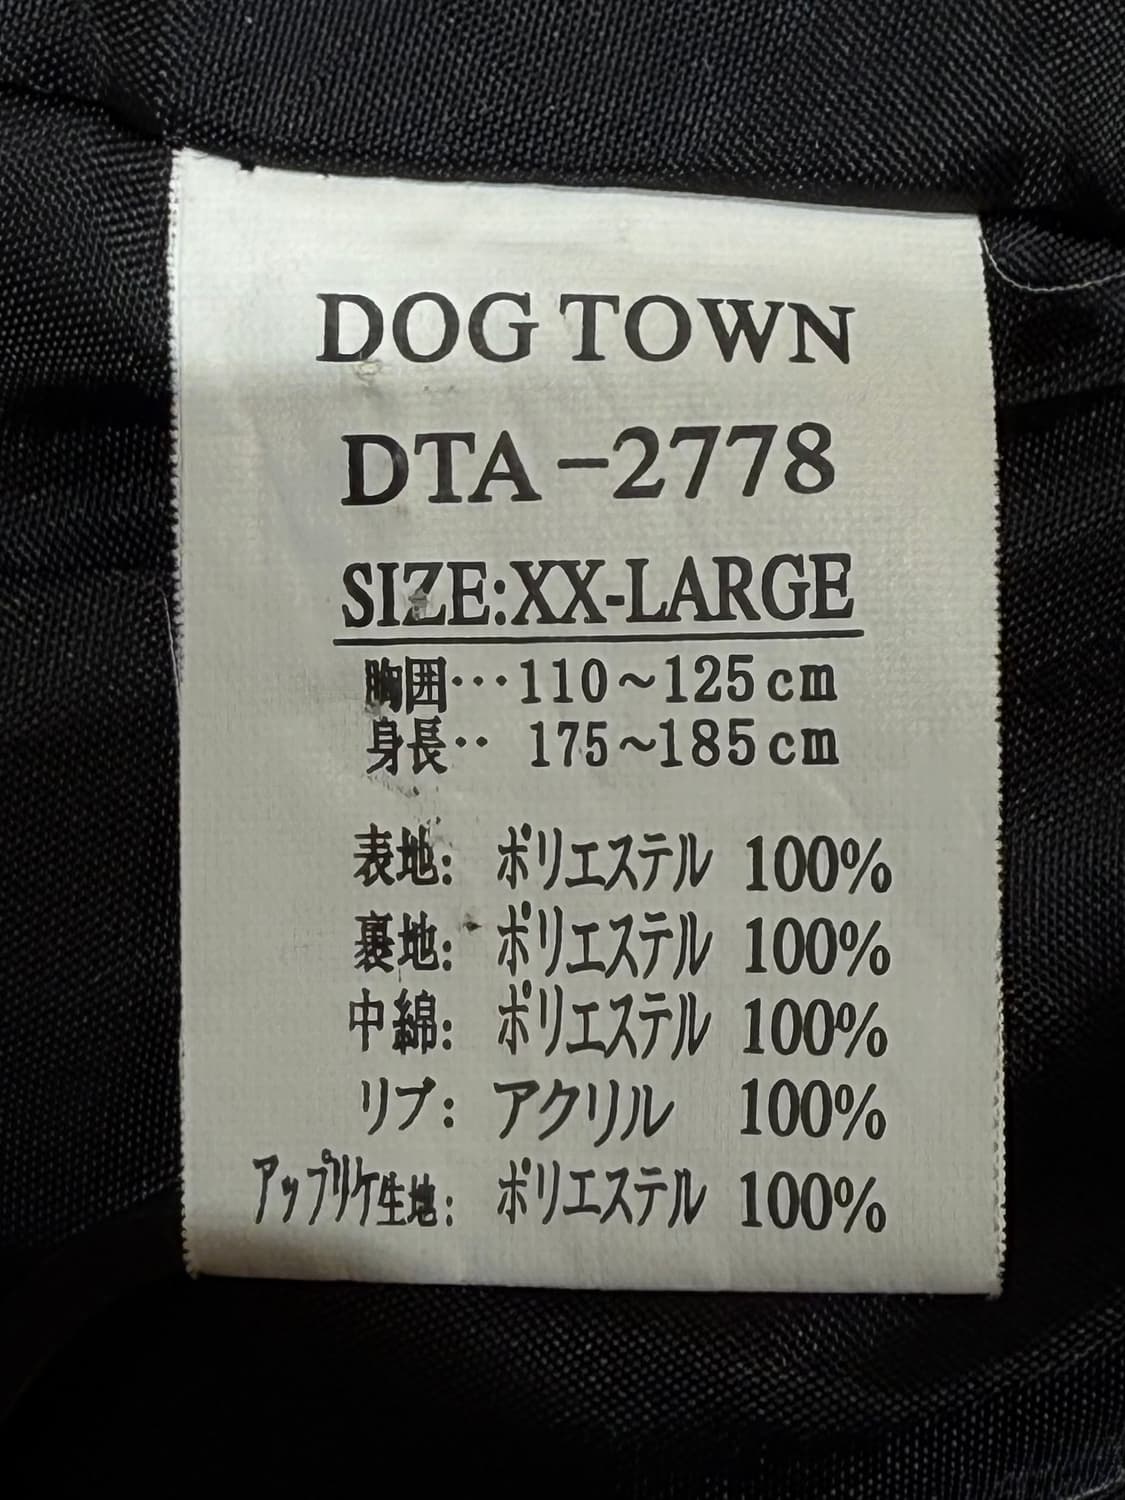 DOG TOWN
DTA-2778
SIZE:XX-LARGE
胸囲…110～125cm
身長‥ 175～185cm
表地: ポリエステル 100%
裏地: ポリエステル 100%
中綿: ポリエステル 100%
リブ: アクリル 100%
アップリケ生地: ポリエステル 100%